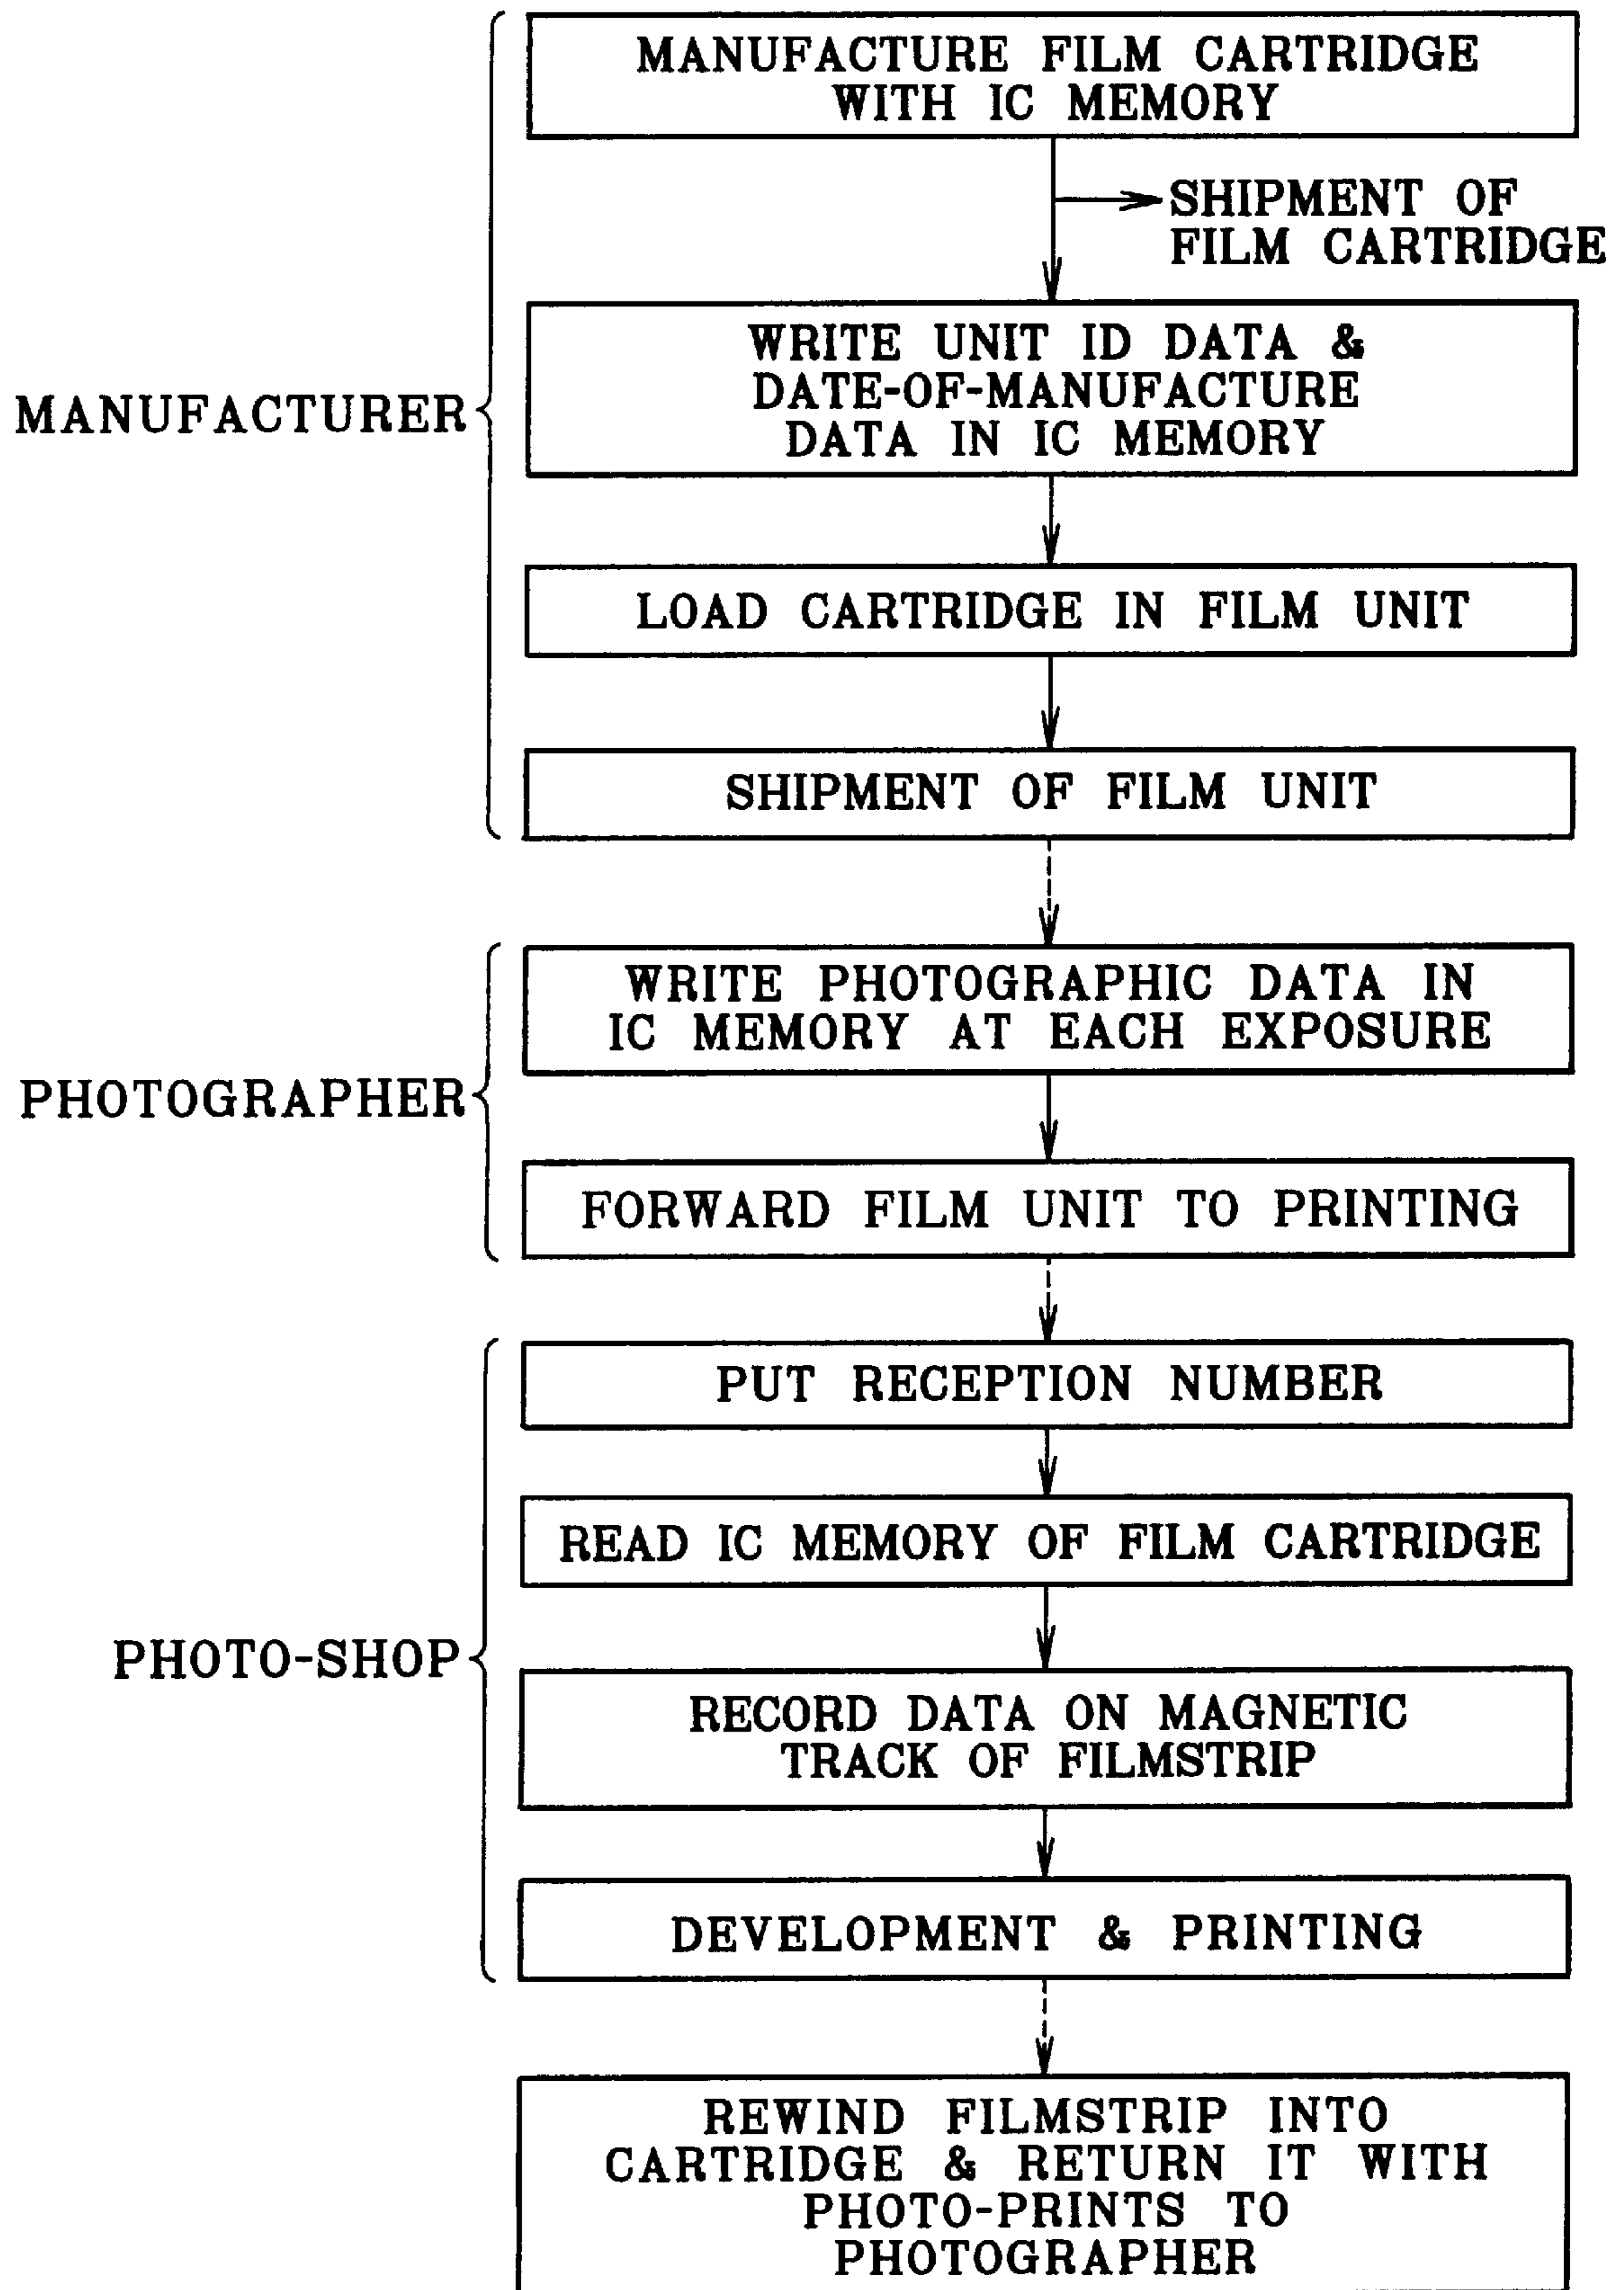 MANUFACTURE FILM CARTRIDGE
WITH IC MEMORY
SHIPMENT OF
FILM CARTRIDGE
MANUFACTURER
WRITE UNIT ID DATA &
DATE-OF-MANUFACTURE
DATA IN IC MEMORY
LOAD CARTRIDGE IN FILM UNIT
SHIPMENT OF FILM UNIT
PHOTOGRAPHER
WRITE PHOTOGRAPHIC DATA IN
IC MEMORY AT EACH EXPOSURE
FORWARD FILM UNIT TO PRINTING
PHOTO-SHOP
PUT RECEPTION NUMBER
READ IC MEMORY OF FILM CARTRIDGE
RECORD DATA ON MAGNETIC
TRACK OF FILMSTRIP
DEVELOPMENT & PRINTING
REWIND FILMSTRIP INTO
CARTRIDGE & RETURN IT WITH
PHOTO-PRINTS TO
PHOTOGRAPHER